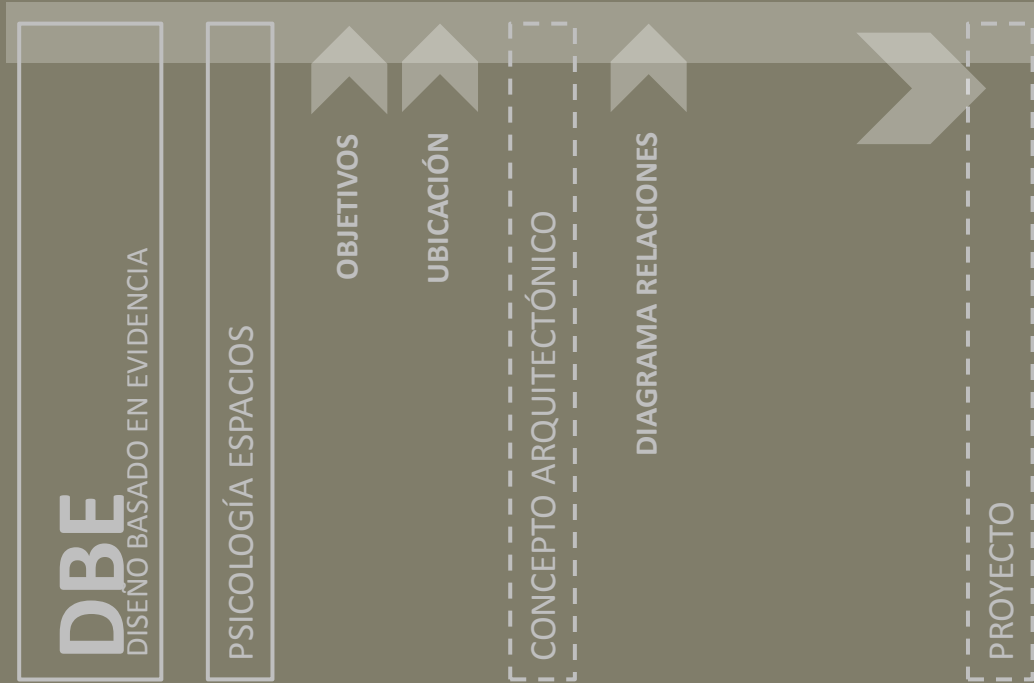 DBE
DISEÑO BASADO EN EVIDENCIA
PSICOLOGÍA ESPACIOS
OBJETIVOS
UBICACIÓN
CONCEPTO ARQUITECTÓNICO
DIAGRAMA RELACIONES
PROYECTO